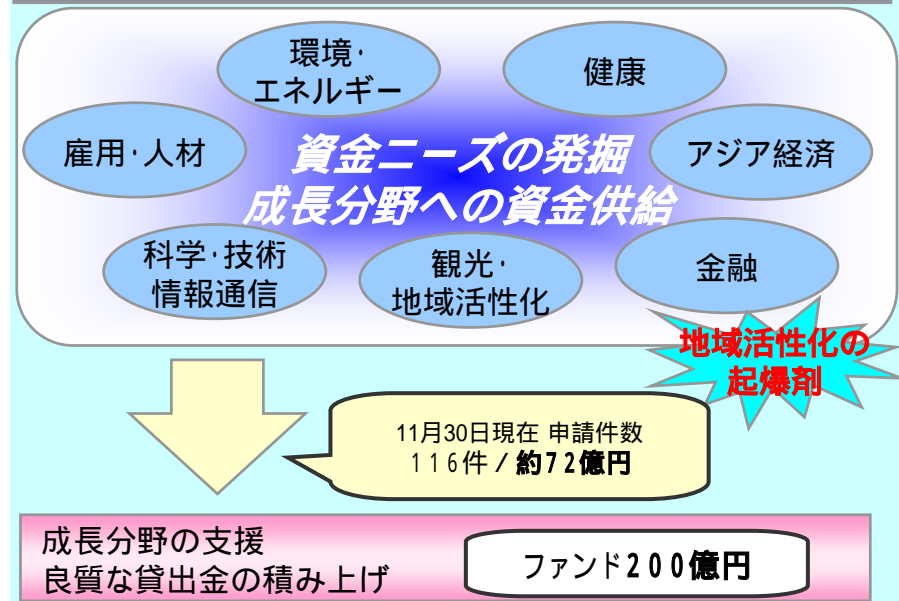 環境･
エネルギー
健康
雇用･人材
資金ニーズの発掘
成長分野への資金供給
アジア経済
科学･技術
情報通信
観光･
地域活性化
金融
地域活性化の
起爆剤
11月30日現在 申請件数
１１６件 / 約７２億円
成長分野の支援
良質な貸出金の積み上げ
ファンド２００億円